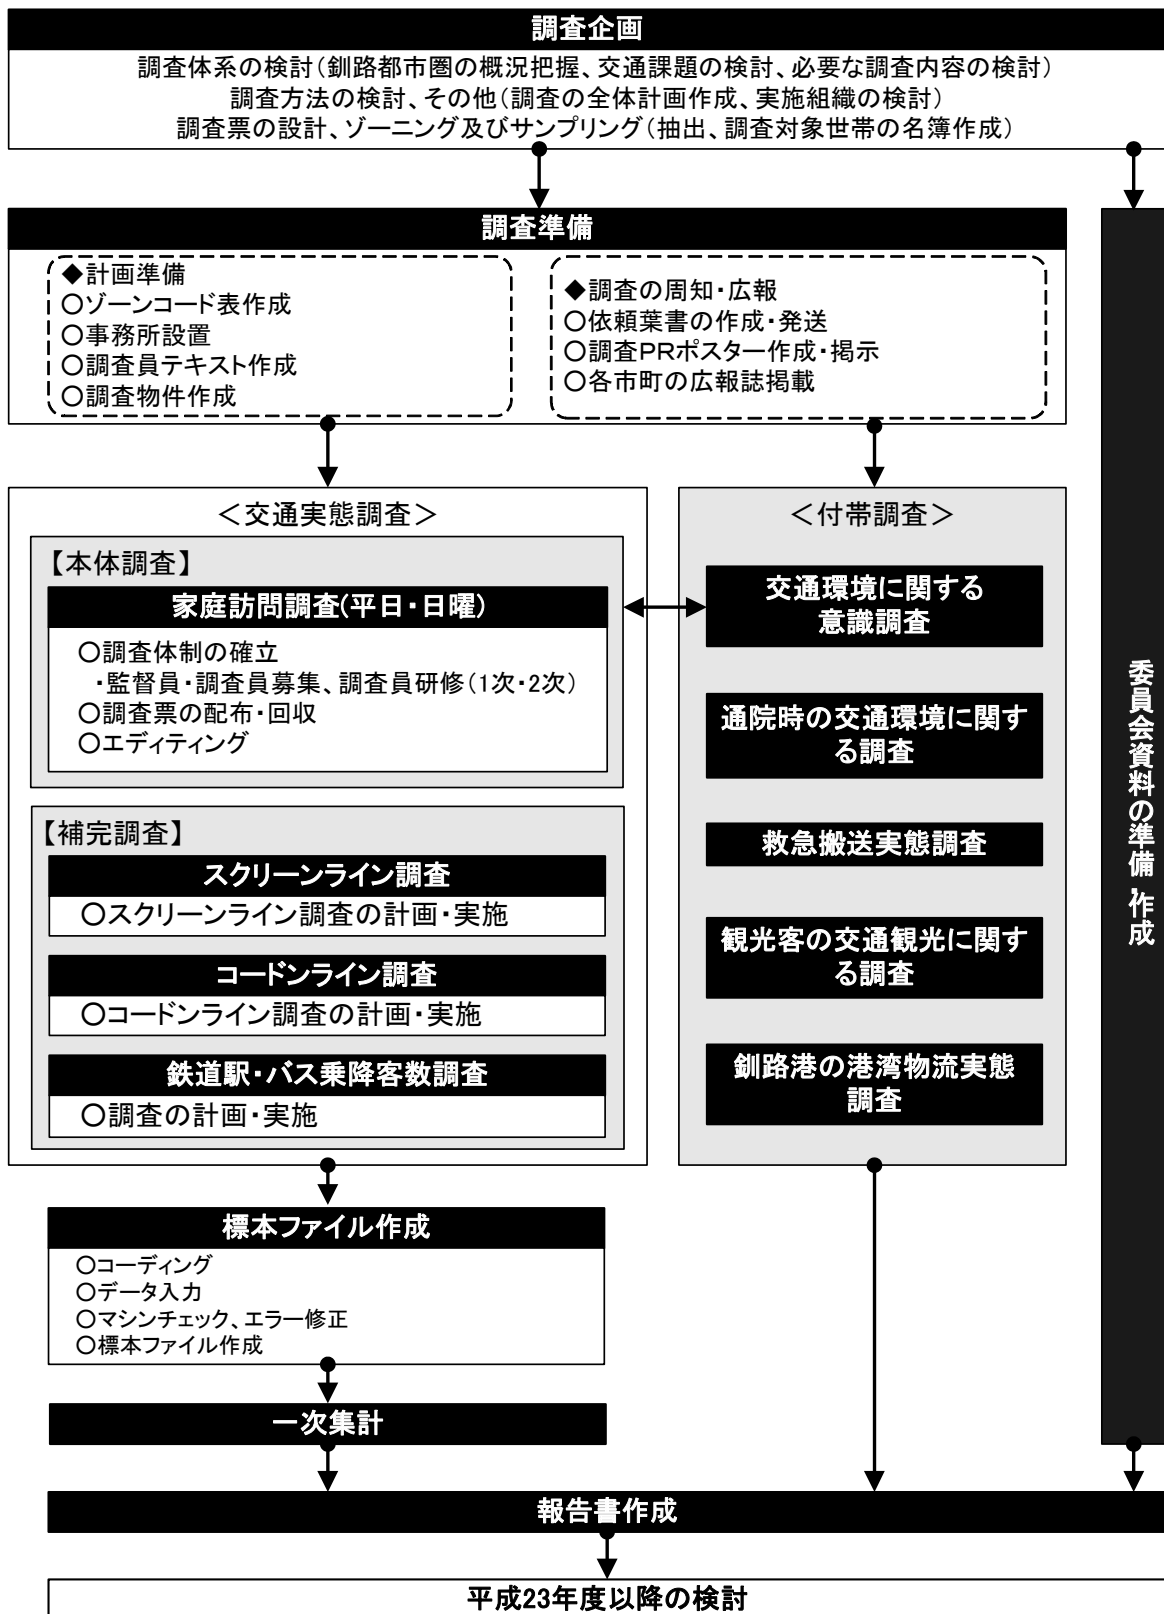 調査企画
調査体系の検討(釧路都市圏の概況把握、交通課題の検討、必要な調査内容の検討)
調査方法の検討、その他(調査の全体計画作成、実施組織の検討)
調査票の設計、ゾーニング及びサンプリング(抽出、調査対象世帯の名簿作成)
調査準備
◆計画準備
○ゾーンコード表作成
○事務所設置
○調査員テキスト作成
○調査物件作成
◆調査の周知・広報
○依頼葉書の作成・発送
○調査PRポスター作成・掲示
○各市町の広報誌掲載
<交通実態調査>
【本体調査】
家庭訪問調査(平日・日曜)
○調査体制の確立
・監督員・調査員募集、調査員研修(1次・2次)
○調査票の配布・回収
○エディティング
【補完調査】
スクリーンライン調査
○スクリーンライン調査の計画・実施
コードンライン調査
○コードンライン調査の計画・実施
鉄道駅・バス乗降客数調査
○調査の計画・実施
<付帯調査>
交通環境に関する
意識調査
通院時の交通環境に関す
る調査
救急搬送実態調査
観光客の交通観光に関す
る調査
釧路港の港湾物流実態
調査
委員会資料の準備・作成
標本ファイル作成
○コーディング
○データ入力
○マシンチェック、エラー修正
○標本ファイル作成
一次集計
報告書作成
平成23年度以降の検討